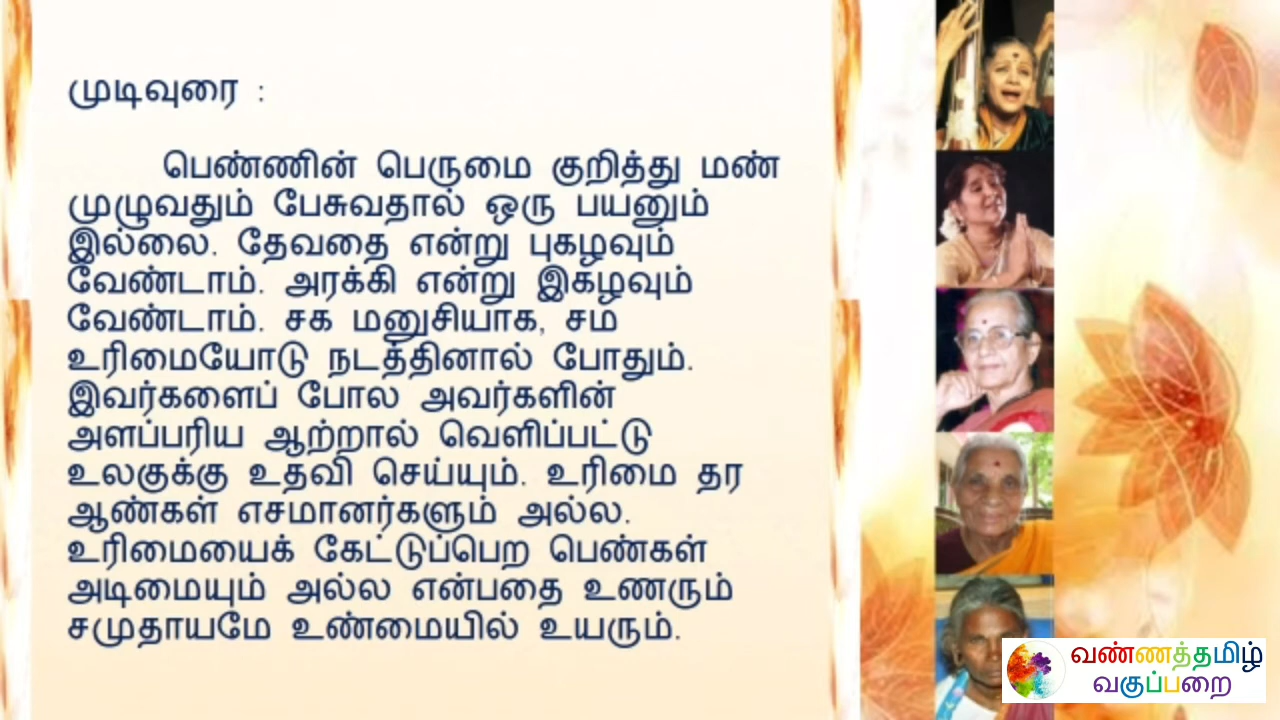 முடிவுரை :
பெண்ணின் பெருமை குறித்து மண்
முழுவதும் பேசுவதால் ஒரு பயனும்
இல்லை. தேவதை என்று புகழவும்
வேண்டாம். அரக்கி என்று இகழவும்
வேண்டாம். சக மனுசியாக, சம
உரிமையோடு நடத்தினால் போதும்.
இவர்களைப் போல அவர்களின்
அளப்பரிய ஆற்றால் வெளிப்பட்டு
உலகுக்கு உதவி செய்யும். உரிமை தர
ஆண்கள் எசமானர்களும் அல்ல.
உரிமையைக் கேட்டுப்பெற பெண்கள்
அடிமையும் அல்ல என்பதை உணரும்
சமுதாயமே உண்மையில் உயரும்.
வண்ணத்தமிழ்
வகுப்பறை